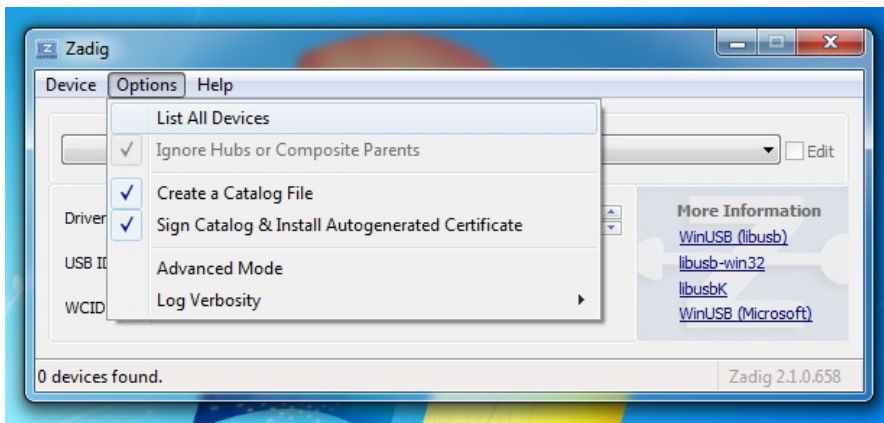 Zadig
Device Options Help
List All Devices
Ignore Hubs or Composite Parents
Edit
Create a Catalog File
Driver
Sign Catalog & Install Autogenerated Certificate
More Information
WinUSB (libusb)
USB ID
Advanced Mode
libusb-win32
WCID
Log Verbosity
libusbK
WinUSB (Microsoft)
0 devices found.
Zadig 2.1.0.658